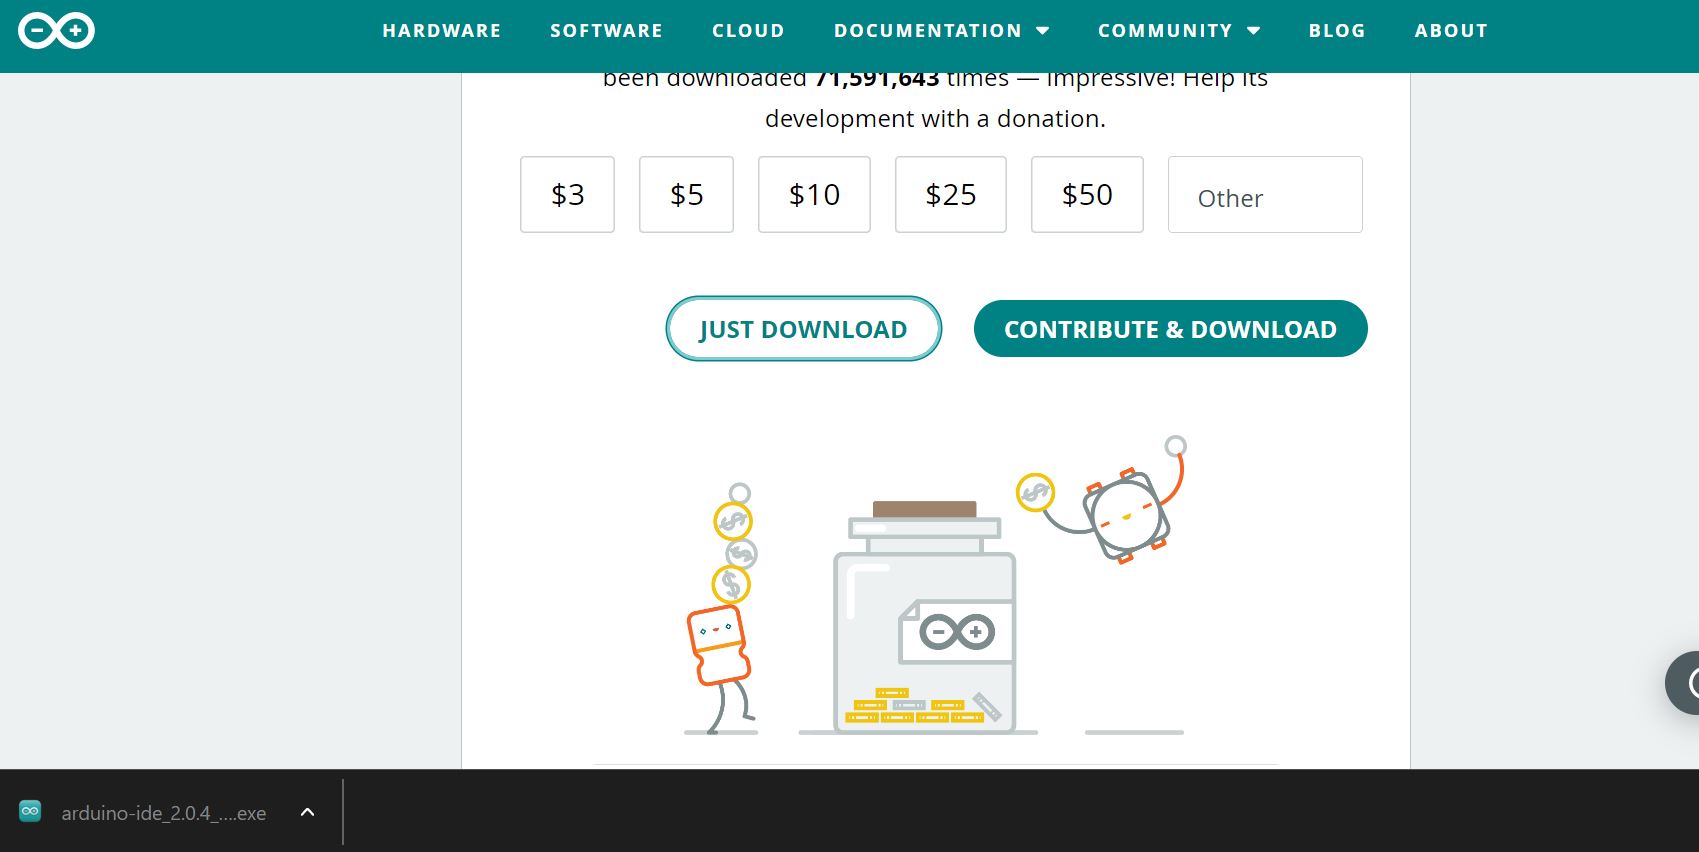 HARDWARE SOFTWARE CLOUD DOCUMENTATION COMMUNITY BLOG ABOUT
been downloaded 71,591,643 times — impressive! Help its
development with a donation.
$3 $5 $10 $25 $50 Other
JUST DOWNLOAD CONTRIBUTE & DOWNLOAD
arduino-ide_2.0.4_....exe